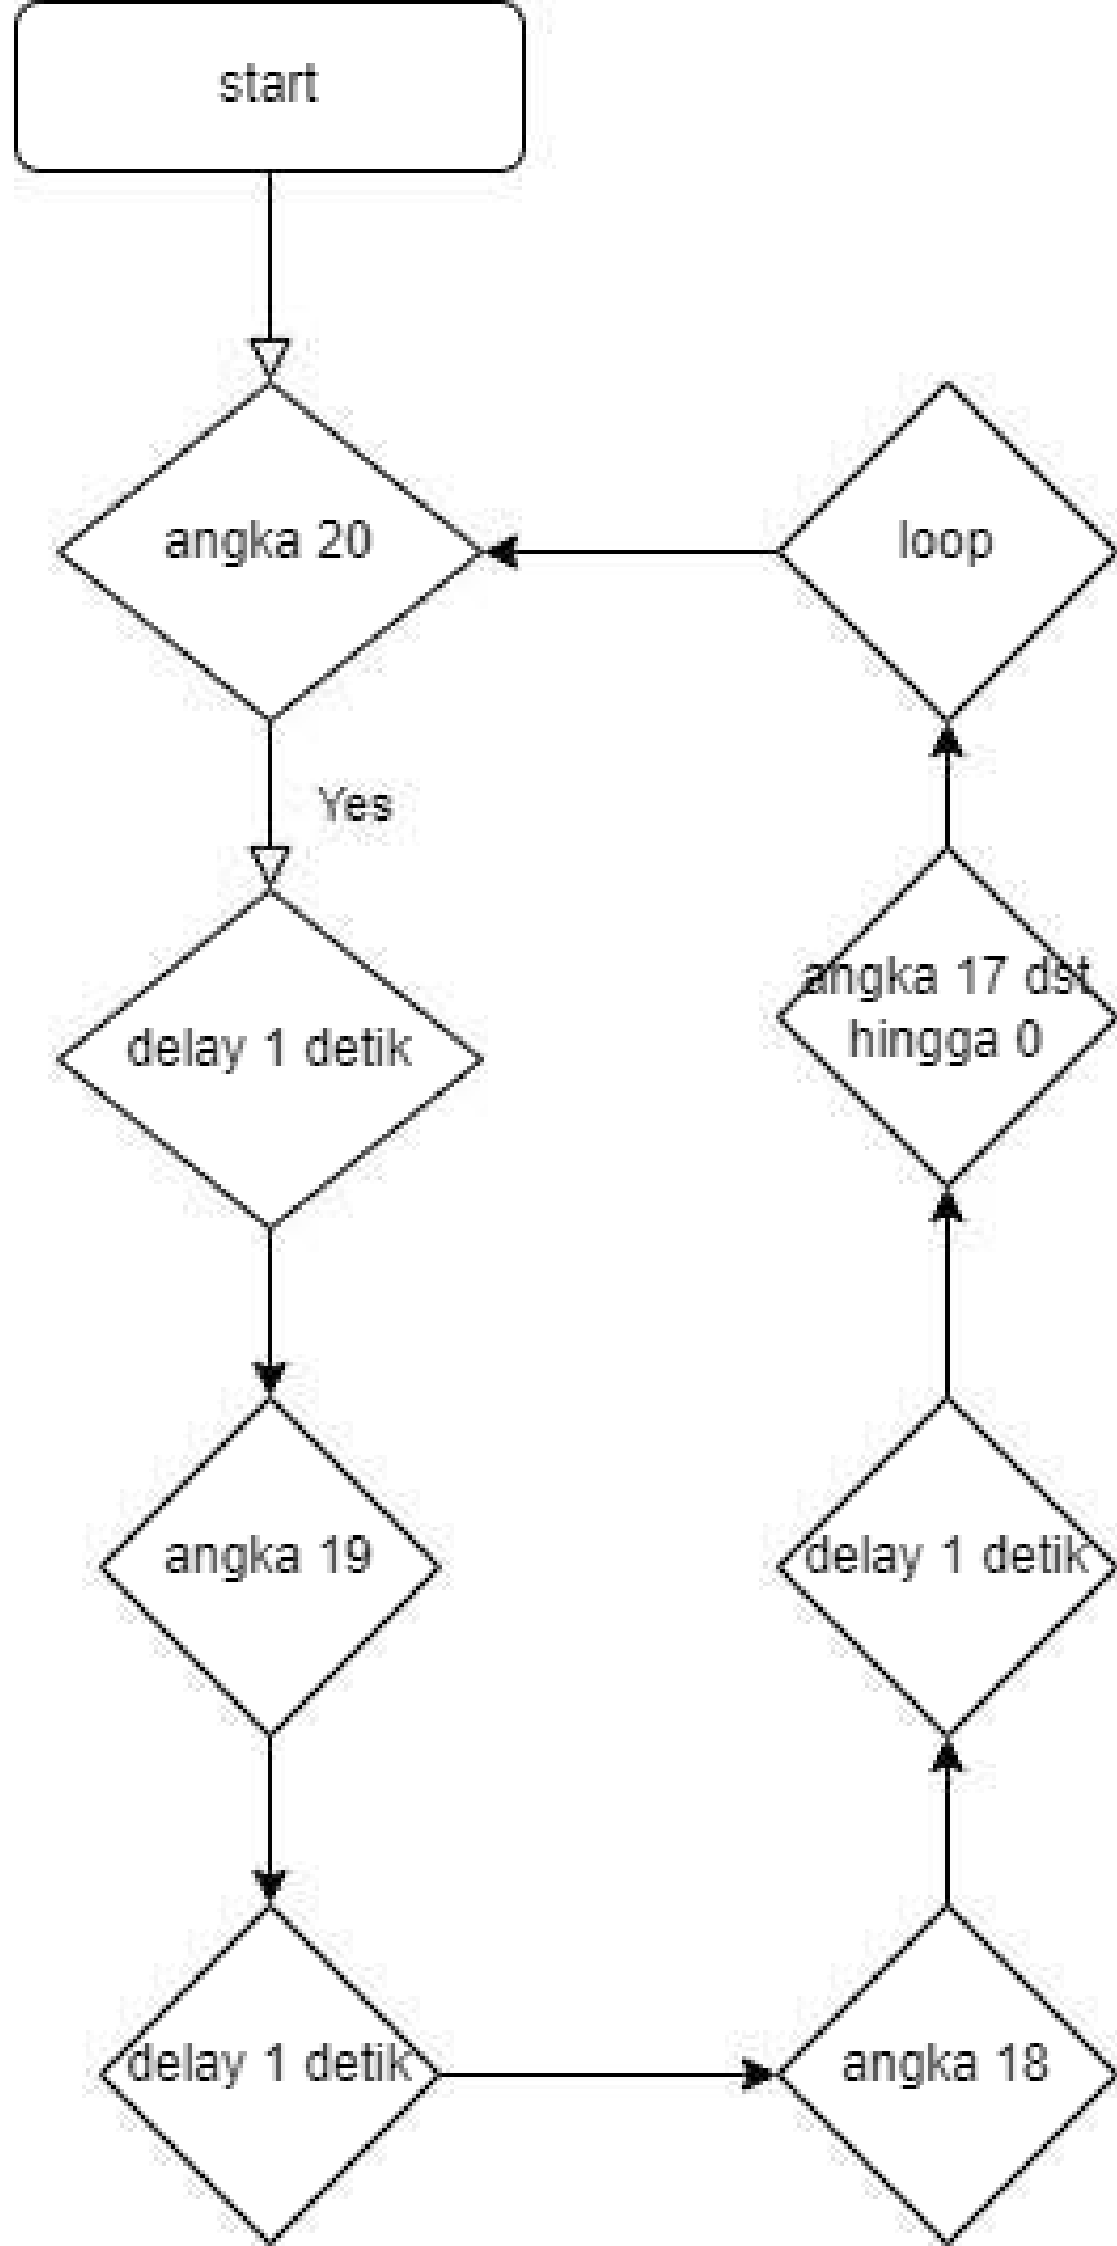 start
angka 20
Yes
delay 1 detik
angka 19
delay 1 detik
angka 18
delay 1 detik
angka 17 dst
hingga 0
loop